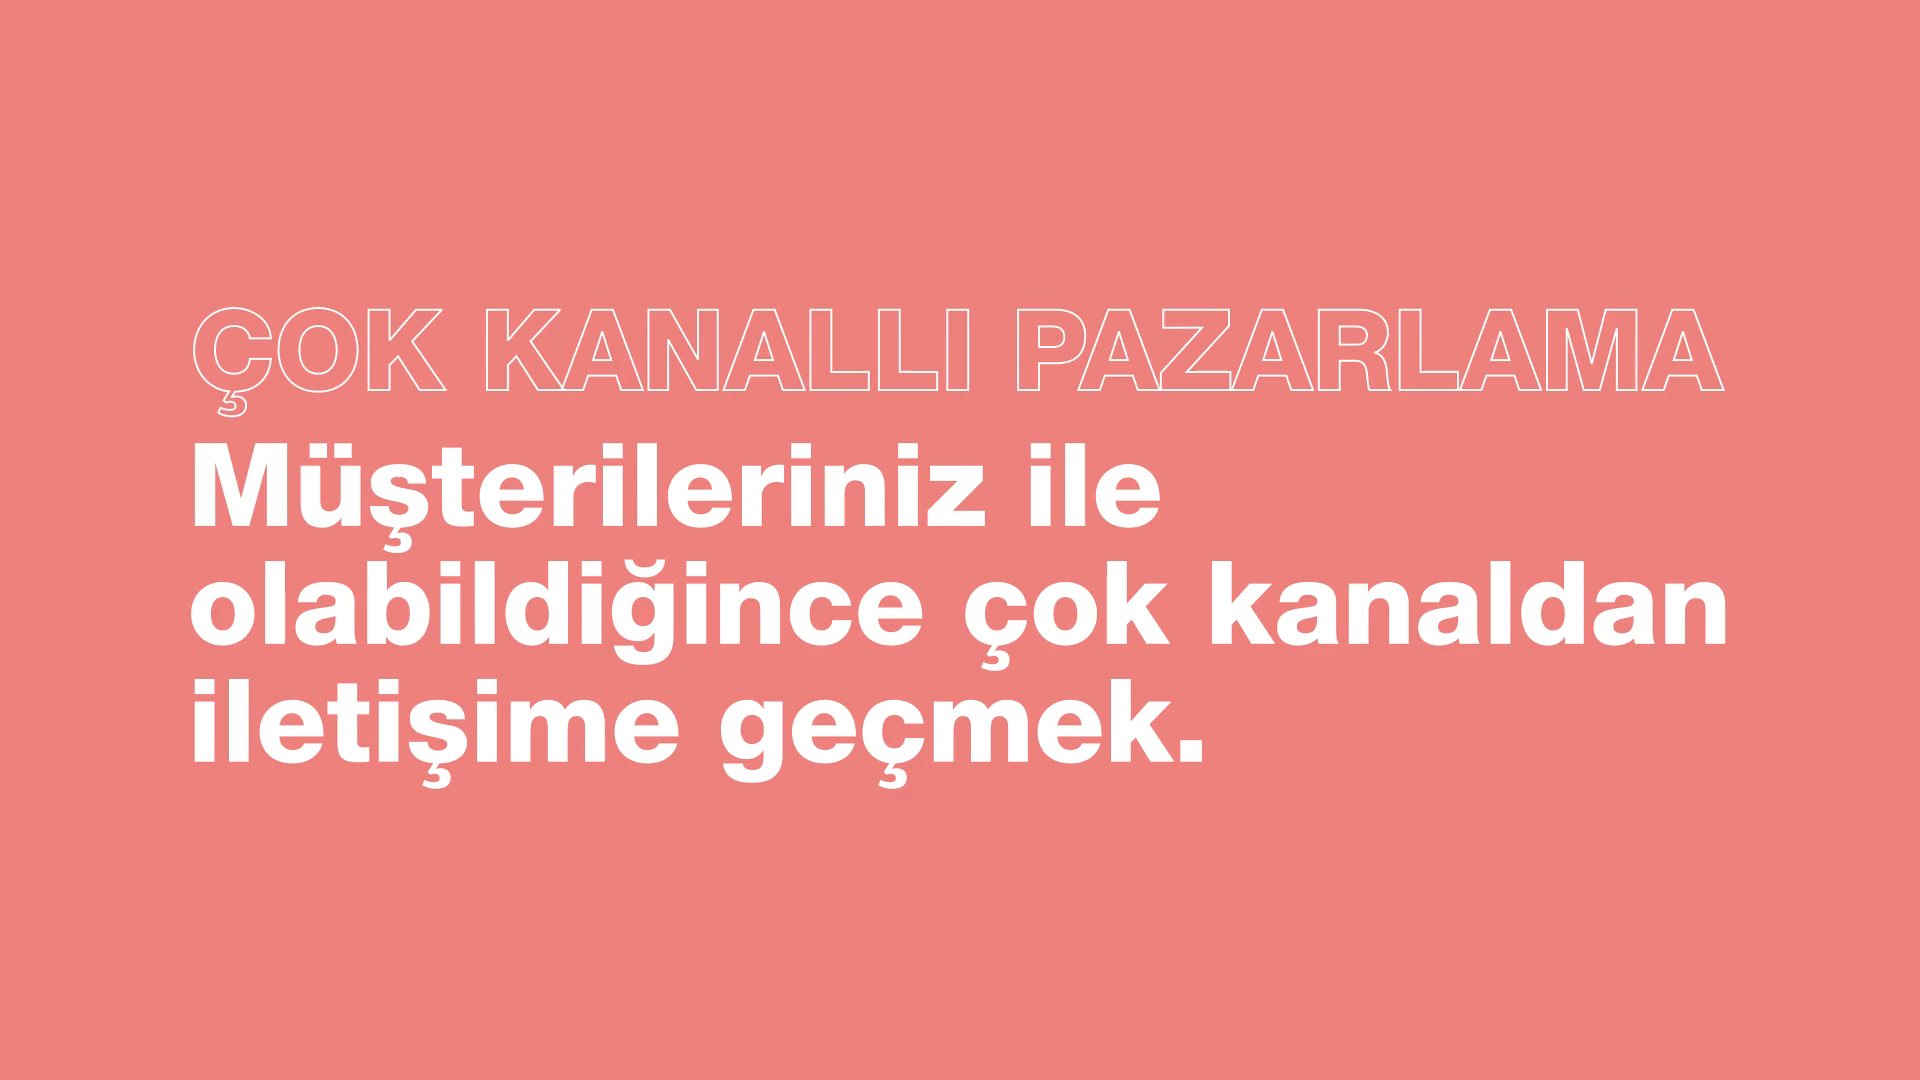 ÇOK KANALLI PAZARLAMA
Müşterileriniz ile
olabildiğince çok kanaldan
iletişime geçmek.